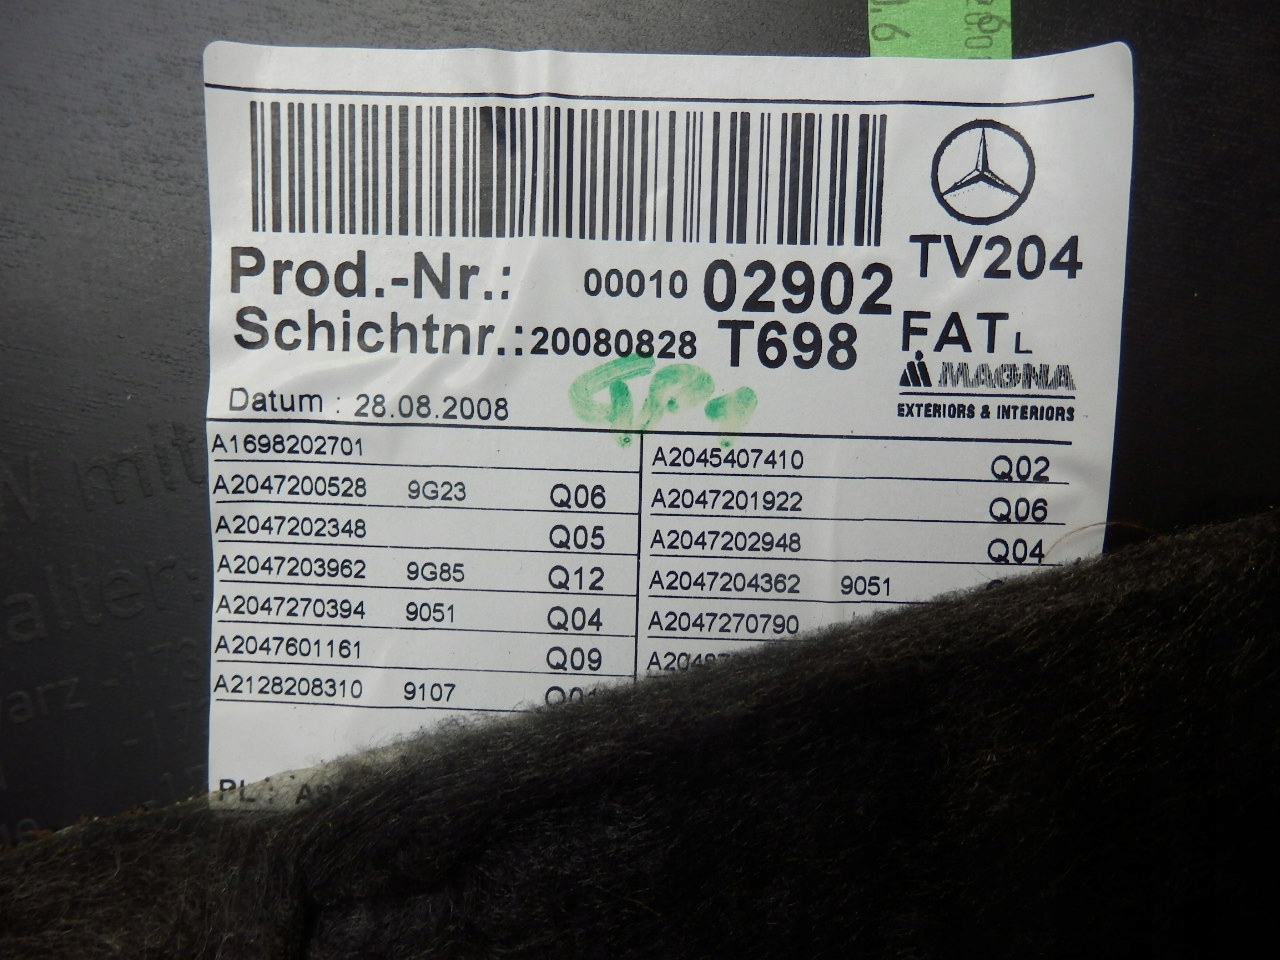 TV204
Prod.-Nr.: 00010 02902
Schichtnr.: 20080828 T698
FAT L
MAGNA
EXTERIORS & INTERIORS
Datum : 28.08.2008
A1698202701
A2047200528 9G23 Q06
A2047202348 Q05
A2047203962 9G85 Q12
A2047270394 9051 Q04
A2047601161 Q09
A2128208310 9107
A2045407410 Q02
A2047201922 Q06
A2047202948 Q04
A2047204362 9051
A2047270790
PL :